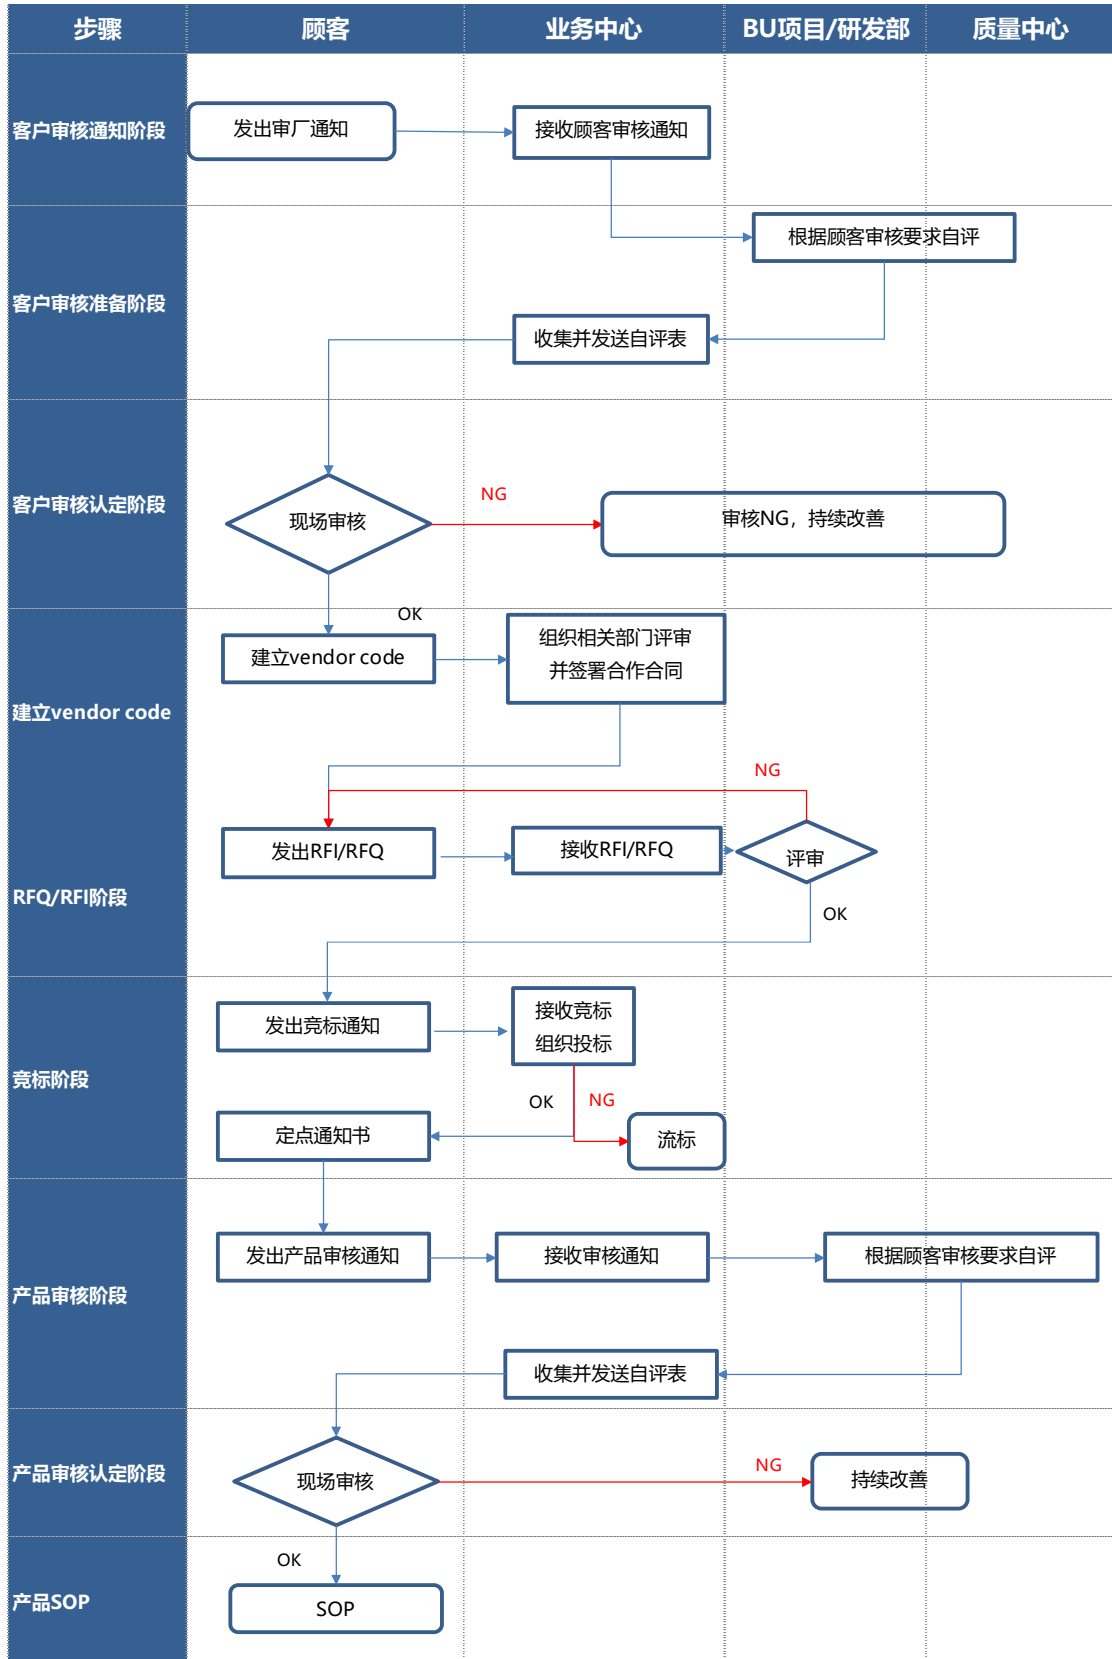 步骤
顾客
业务中心
BU项目/研发部
质量中心
客户审核通知阶段
发出审厂通知
接收顾客审核通知
根据顾客审核要求自评
客户审核准备阶段
收集并发送自评表
客户审核认定阶段
现场审核
NG
审核NG，持续改善
OK
建立vendor code
组织相关部门评审
并签署合作合同
建立vendor code
NG
发出RFI/RFQ
接收RFI/RFQ
评审
RFQ/RFI阶段
OK
发出竞标通知
接收竞标
组织投标
竞标阶段
OK
NG
定点通知书
流标
发出产品审核通知
接收审核通知
根据顾客审核要求自评
产品审核阶段
收集并发送自评表
产品审核认定阶段
现场审核
NG
持续改善
OK
产品SOP
SOP